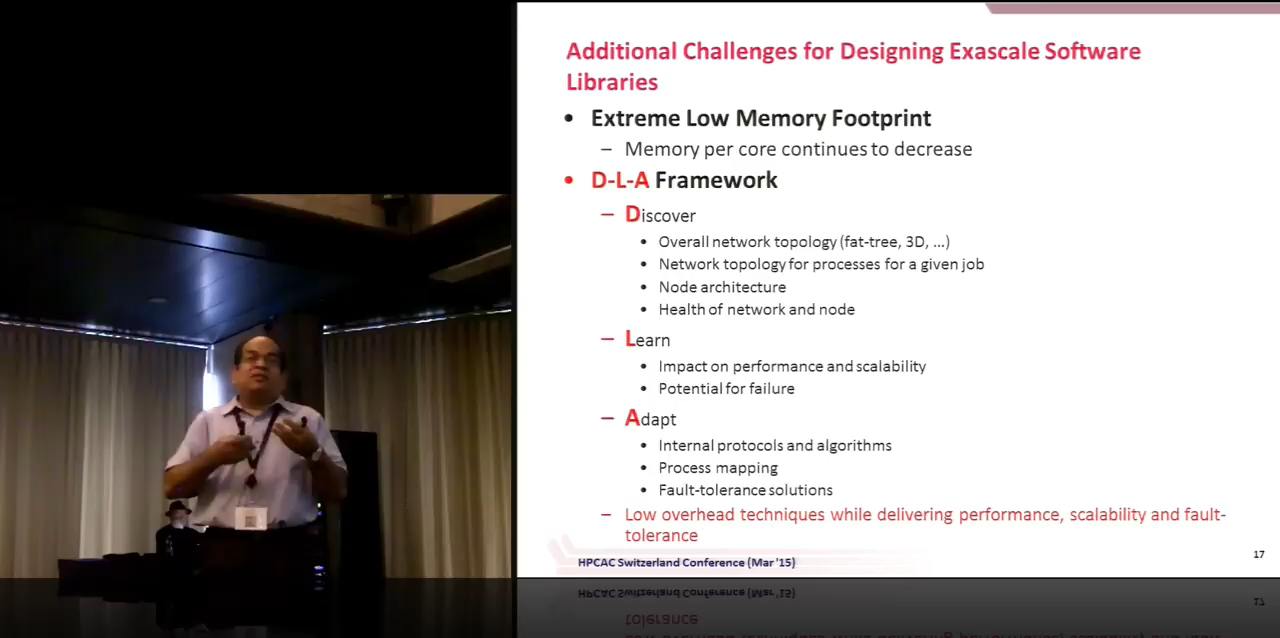 Additional Challenges for Designing Exascale Software
Libraries
• Extreme Low Memory Footprint
– Memory per core continues to decrease
• D-L-A Framework
– Discover
• Overall network topology (fat-tree, 3D, …)
• Network topology for processes for a given job
• Node architecture
• Health of network and node
– Learn
• Impact on performance and scalability
• Potential for failure
– Adapt
• Internal protocols and algorithms
• Process mapping
• Fault-tolerance solutions
– Low overhead techniques while delivering performance, scalability and fault-
tolerance
HPCAC Switzerland Conference (Mar '15)
17